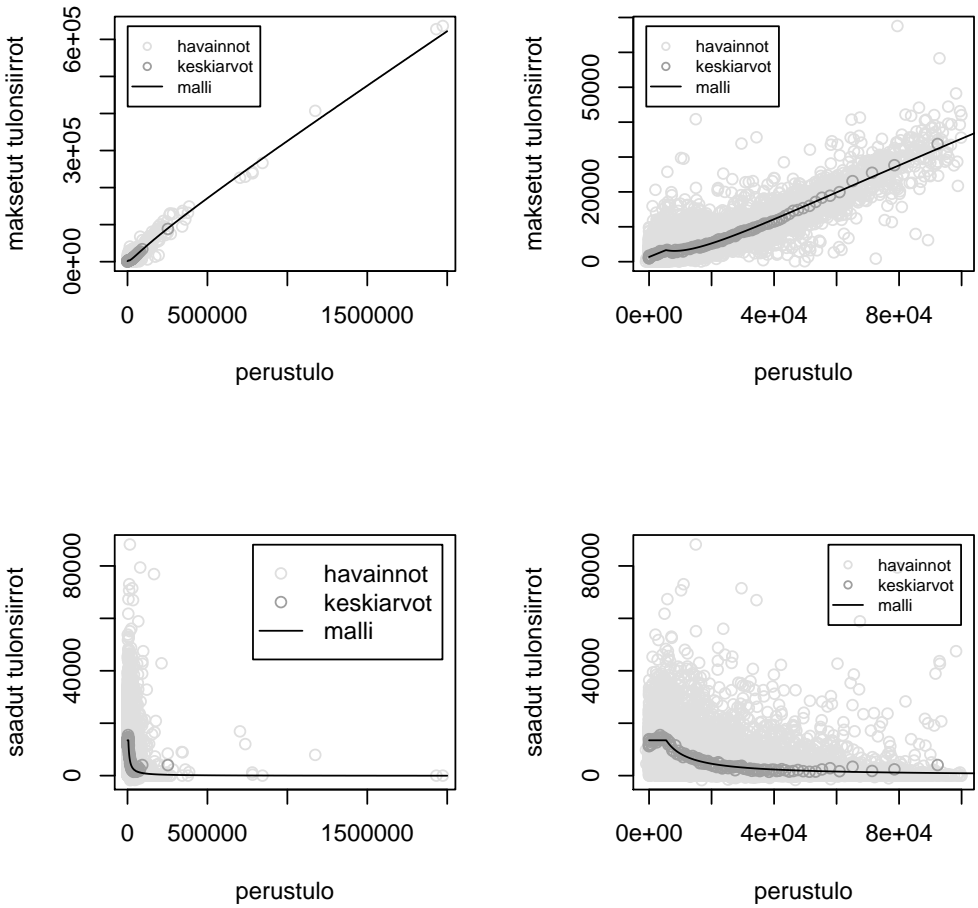 maksetut tulonsiirrot
0e+00
3e+05
6e+05
havainnot
keskiarvot
malli
0
500000
1500000
perustulo
maksetut tulonsiirrot
0
20000
50000
havainnot
keskiarvot
malli
0e+00
4e+04
8e+04
perustulo
saadut tulonsiirrot
0
40000
80000
havainnot
keskiarvot
malli
0
500000
1500000
perustulo
saadut tulonsiirrot
0
40000
80000
havainnot
keskiarvot
malli
0e+00
4e+04
8e+04
perustulo